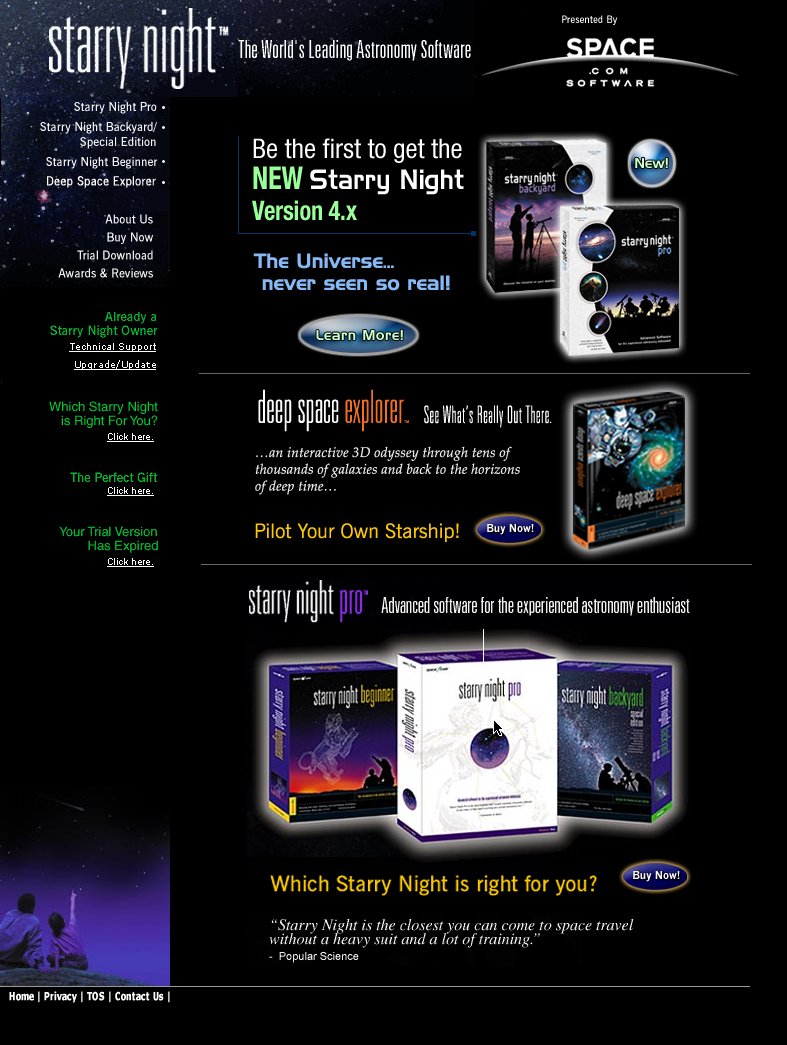 starry night™
The World's Leading Astronomy Software
Presented By
SPACE
.COM
SOFTWARE
Starry Night Pro •
Starry Night Backyard/ •
Special Edition
Starry Night Beginner •
Deep Space Explorer •
About Us
Buy Now
Trial Download
Awards & Reviews
Already a
Starry Night Owner
Technical Support
Upgrade/Update
Which Starry Night
is Right For You?
Click here.
The Perfect Gift
Click here.
Your Trial Version
Has Expired
Click here.
Be the first to get the
NEW Starry Night
Version 4.x
The Universe...
never seen so real!
Learn More!
New!
starry night
backyard
starry night
pro
deep space explorer™
See What's Really Out There.
…an interactive 3D odyssey through tens of
thousands of galaxies and back to the horizons
of deep time…
Pilot Your Own Starship!
Buy Now!
deep space explorer
deep space explorer
starry night pro™
Advanced software for the experienced astronomy enthusiast
starry night beginner
starry night beginner
starry night pro
starry night pro
starry night backyard
special
edition
Which Starry Night is right for you?
Buy Now!
“Starry Night is the closest you can come to space travel
without a heavy suit and a lot of training.”
- Popular Science
Home | Privacy | TOS | Contact Us |